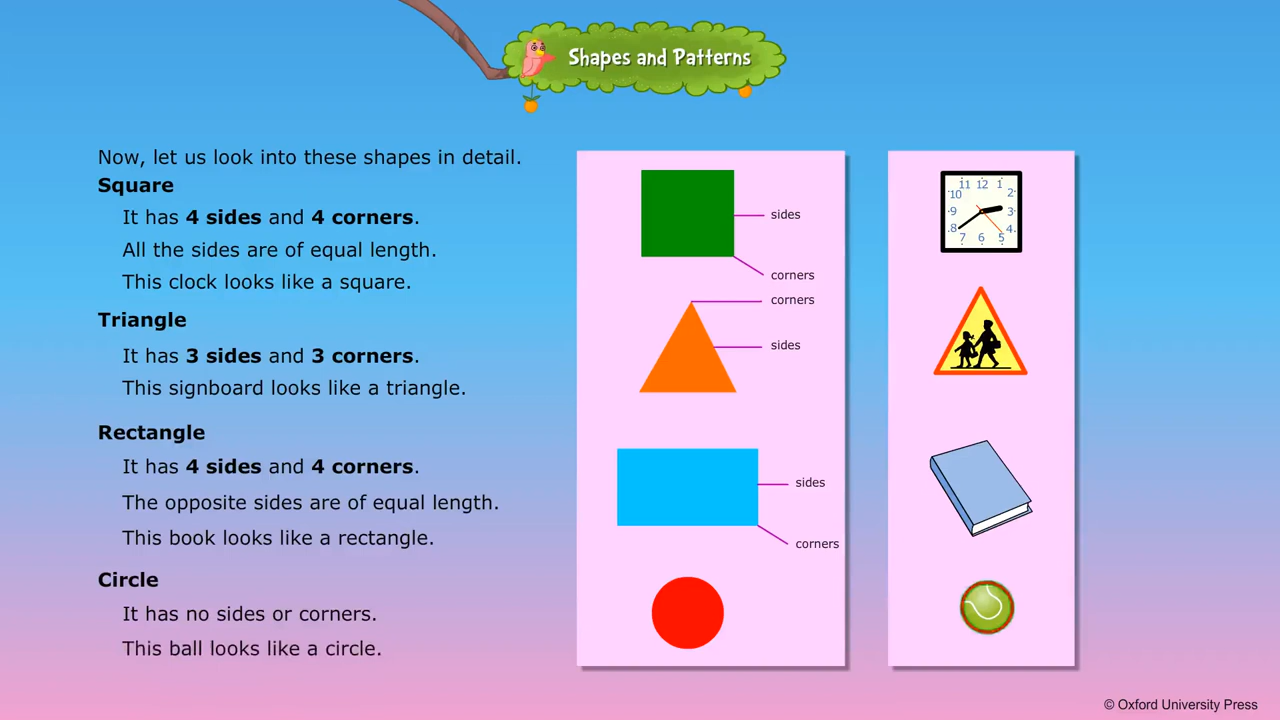 Shapes and Patterns
Now, let us look into these shapes in detail.
Square
It has 4 sides and 4 corners.
All the sides are of equal length.
This clock looks like a square.
Triangle
It has 3 sides and 3 corners.
This signboard looks like a triangle.
Rectangle
It has 4 sides and 4 corners.
The opposite sides are of equal length.
This book looks like a rectangle.
Circle
It has no sides or corners.
This ball looks like a circle.
sides
corners
corners
sides
sides
corners
11 12 1
10 2
9 3
8 4
7 6 5
© Oxford University Press